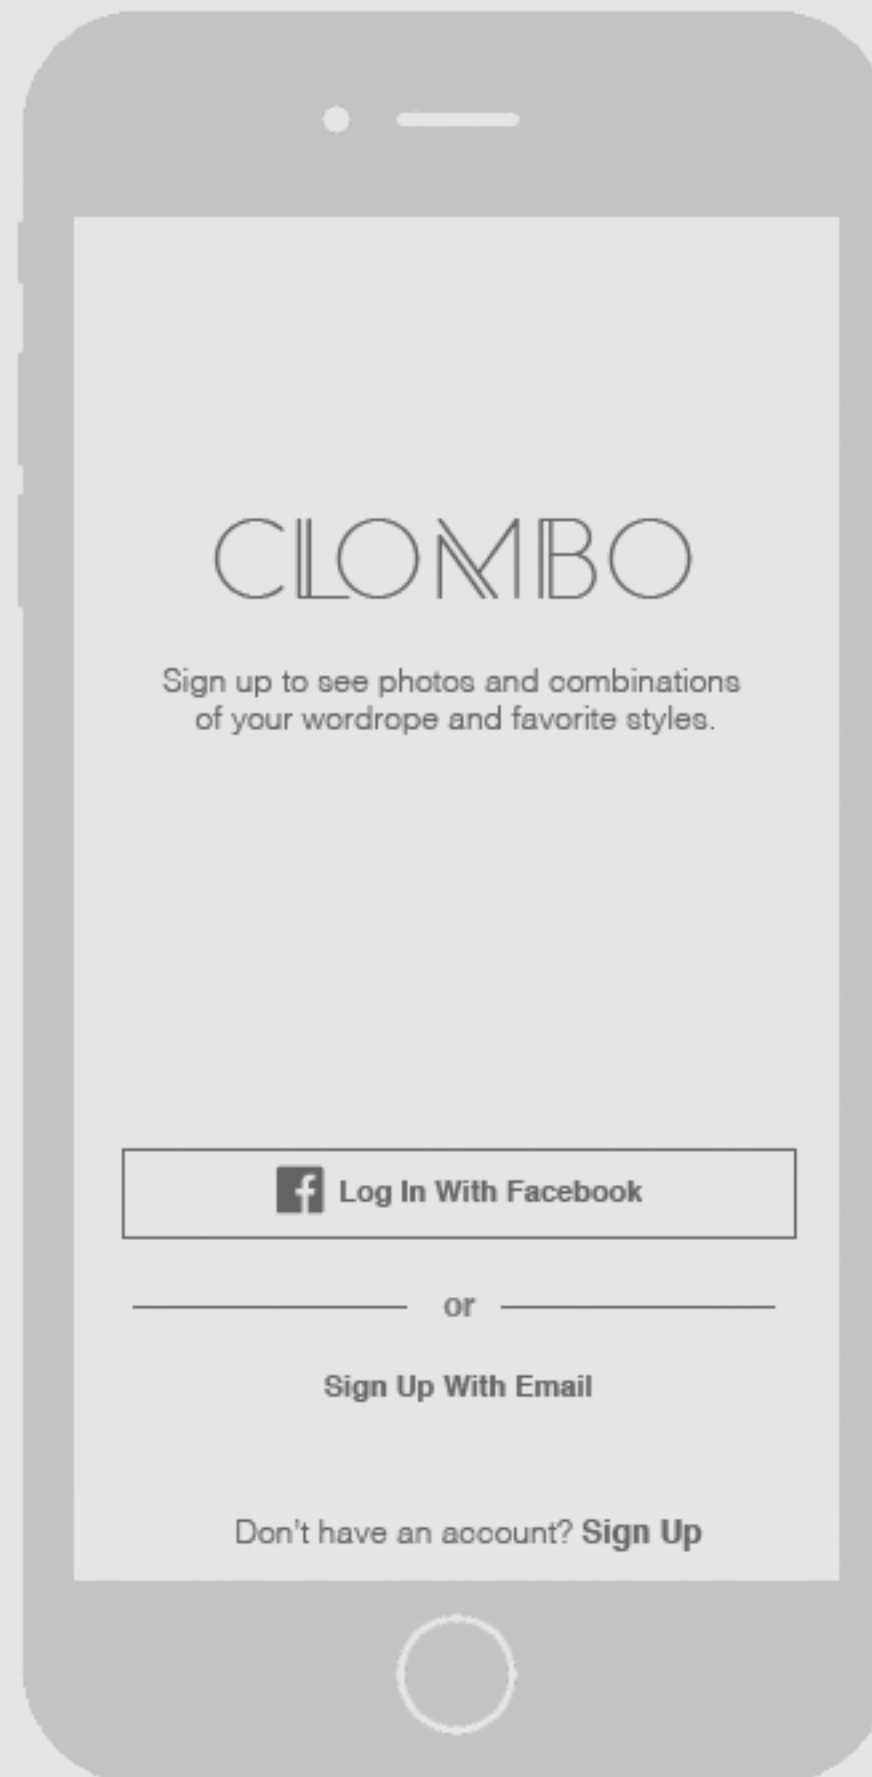 CLOMBO
Sign up to see photos and combinations
of your wordrope and favorite styles.
Log In With Facebook
or
Sign Up With Email
Don't have an account? Sign Up